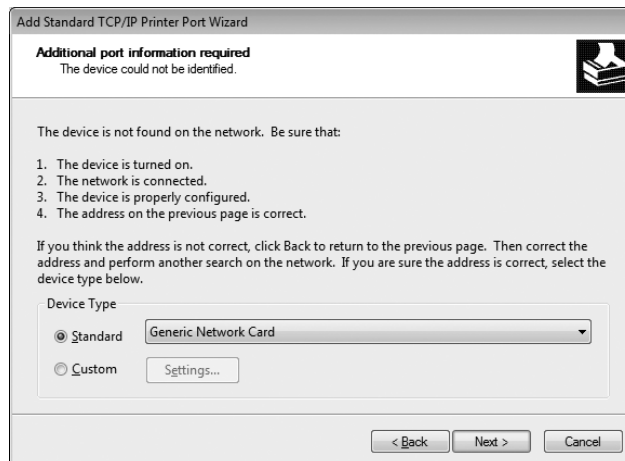 Add Standard TCP/IP Printer Port Wizard
Additional port information required
The device could not be identified.
The device is not found on the network.  Be sure that:
1.  The device is turned on.
2.  The network is connected.
3.  The device is properly configured.
4.  The address on the previous page is correct.
If you think the address is not correct, click Back to return to the previous page.  Then correct the
address and perform another search on the network.  If you are sure the address is correct, select the
device type below.
Device Type
Standard
Generic Network Card
Custom
Settings...
< Back
Next >
Cancel